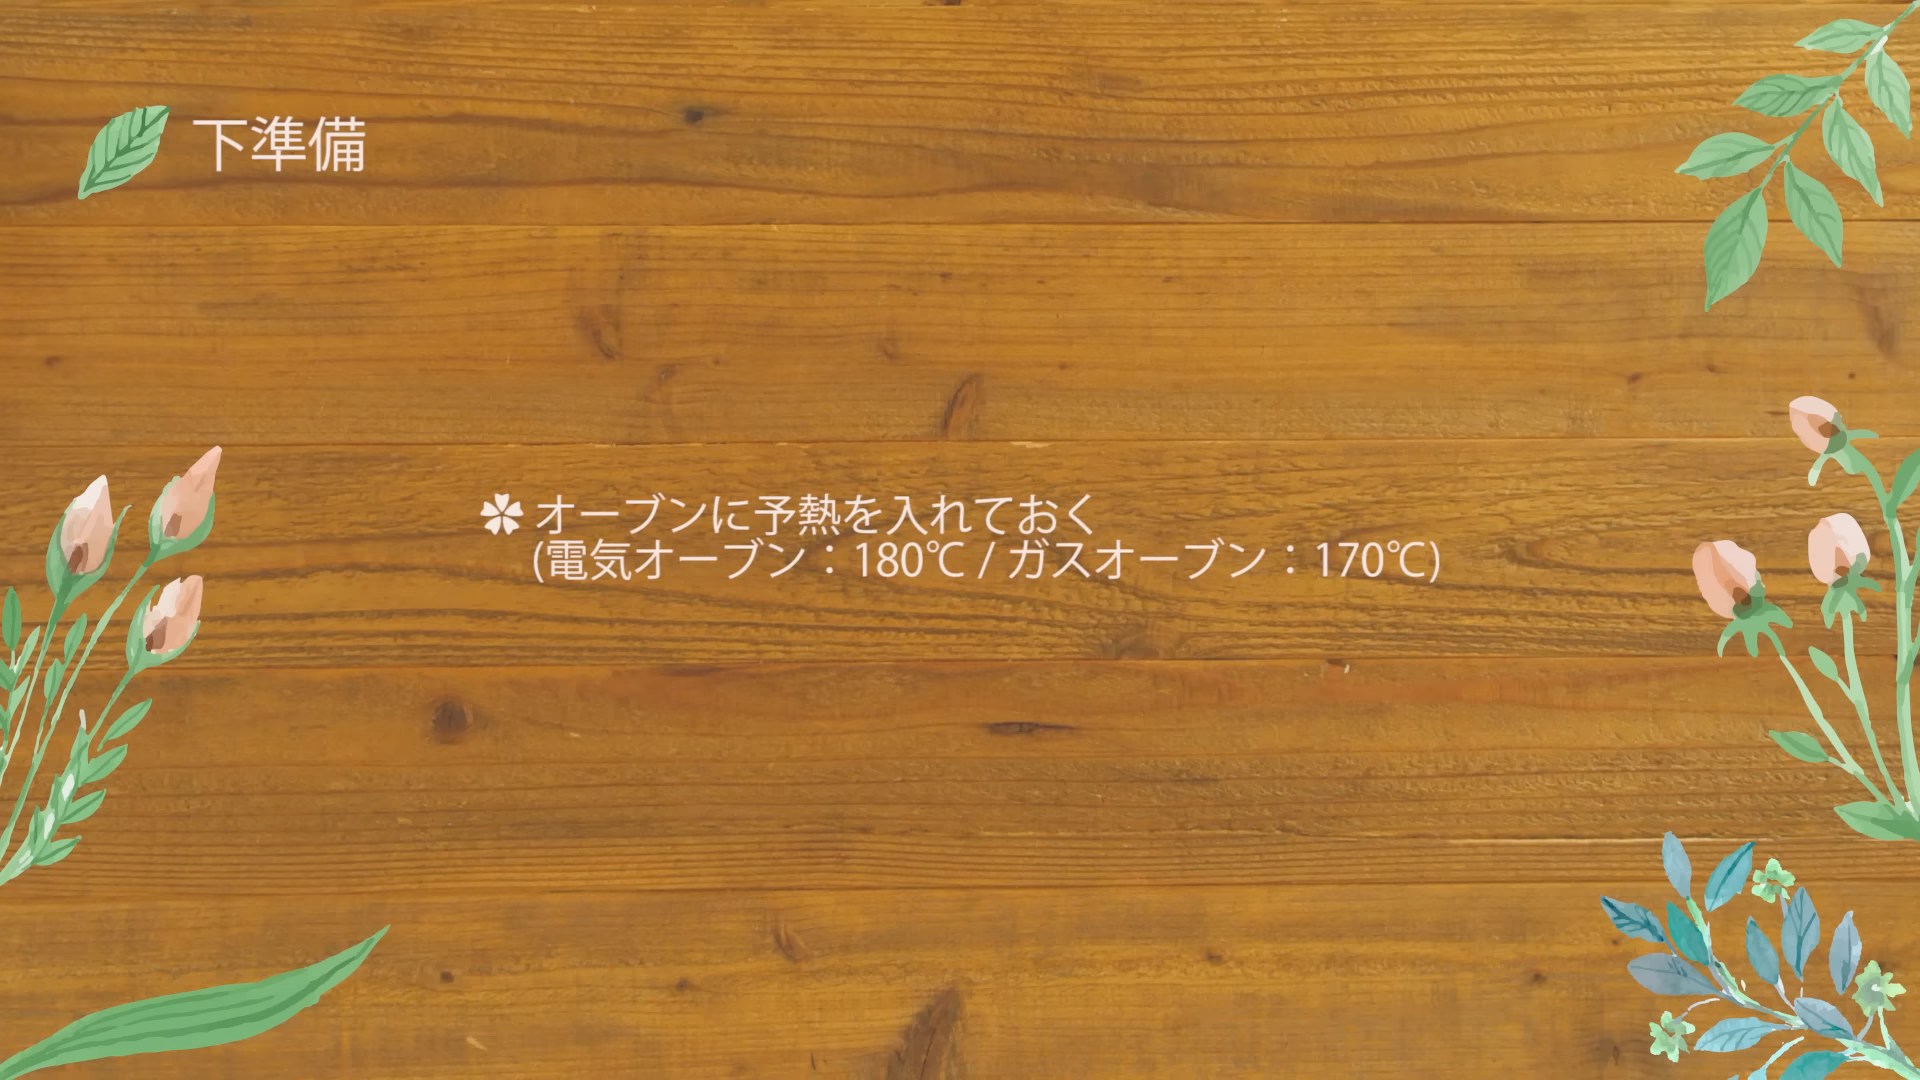 下準備
オーブンに予熱を入れておく
(電気オーブン：180℃ / ガスオーブン：170℃)